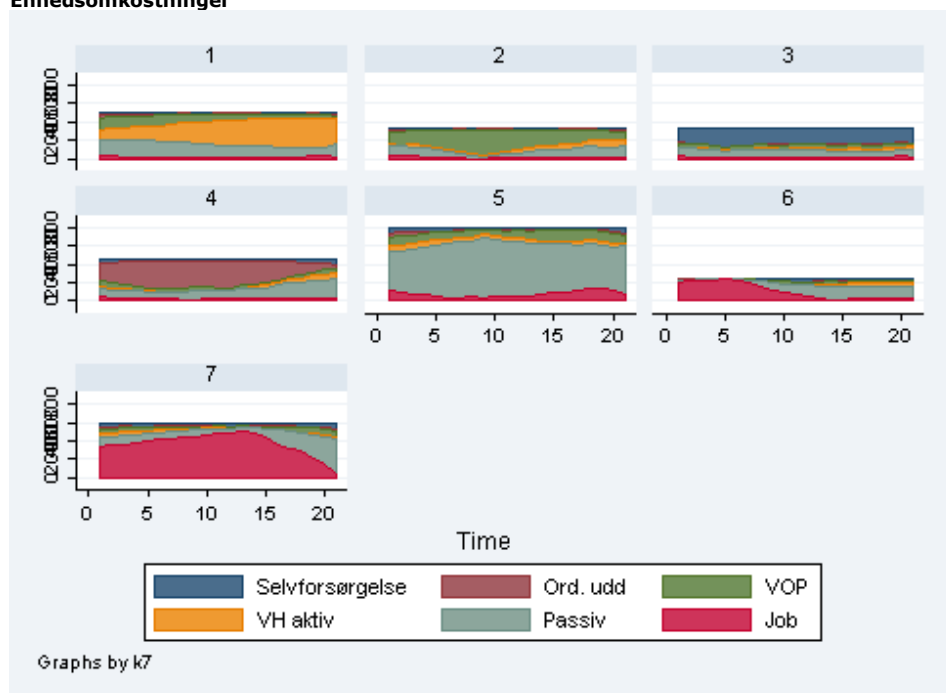 Enhedsomkostninger
1 2 3
4 5 6
0 5 10 15 20 0 5 10 15 20
7
0 5 10 15 20
Time
Selvforsørgelse Ord. udd VOP
VH aktiv Passiv Job
Graphs by k7